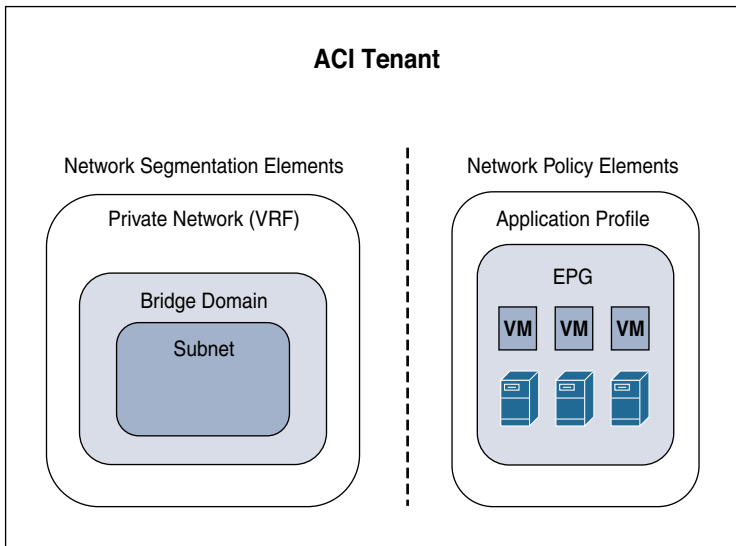 ACI Tenant
Network Segmentation Elements
Private Network (VRF)
Bridge Domain
Subnet
Network Policy Elements
Application Profile
EPG
VM VM VM